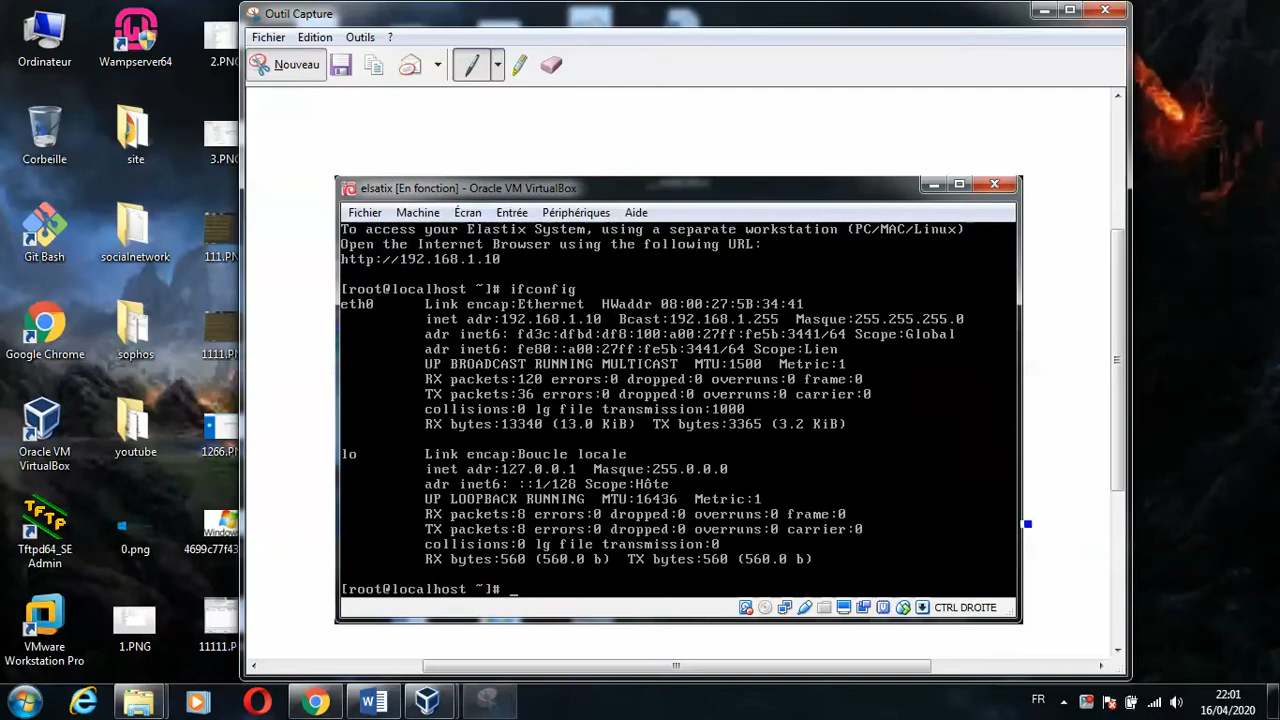 Outil Capture
Fichier Edition Outils ?
Nouveau
Ordinateur
Wampserver64
2.PNG
Corbeille
site
3.PNG
Git Bash
socialnetwork
111.PNG
Google Chrome
sophos
1111.PNG
Oracle VM
VirtualBox
youtube
1266.PN
Tftpd64_SE
Admin
0.png
4699c77f43
VMware
Workstation Pro
1.PNG
11111.P
elsatix [En fonction] - Oracle VM VirtualBox
Fichier Machine Écran Entrée Périphériques Aide
To access your Elastix System, using a separate workstation (PC/MAC/Linux)
Open the Internet Browser using the following URL:
http://192.168.1.10
[root@localhost ~]# ifconfig
eth0 Link encap:Ethernet HWaddr 08:00:27:5B:34:41
inet adr:192.168.1.10 Bcast:192.168.1.255 Masque:255.255.255.0
adr inet6: fd3c:dfbd:df8:100:a00:27ff:fe5b:3441/64 Scope:Global
adr inet6: fe80::a00:27ff:fe5b:3441/64 Scope:Lien
UP BROADCAST RUNNING MULTICAST MTU:1500 Metric:1
RX packets:120 errors:0 dropped:0 overruns:0 frame:0
TX packets:36 errors:0 dropped:0 overruns:0 carrier:0
collisions:0 lg file transmission:1000
RX bytes:13340 (13.0 KiB) TX bytes:3365 (3.2 KiB)
lo Link encap:Boucle locale
inet adr:127.0.0.1 Masque:255.0.0.0
adr inet6: ::1/128 Scope:Hôte
UP LOOPBACK RUNNING MTU:16436 Metric:1
RX packets:8 errors:0 dropped:0 overruns:0 frame:0
TX packets:8 errors:0 dropped:0 overruns:0 carrier:0
collisions:0 lg file transmission:0
RX bytes:560 (560.0 b) TX bytes:560 (560.0 b)
[root@localhost ~]# _
CTRL DROITE
FR
22:01
16/04/2020